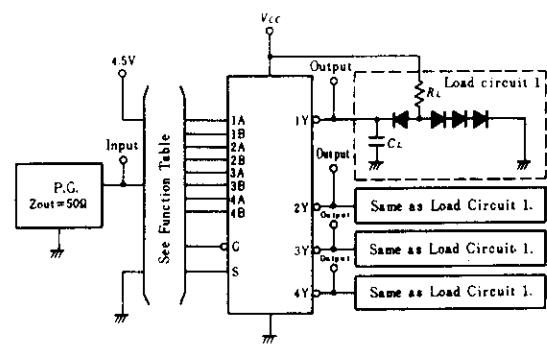 Vcc
4.5V
Output
Load circuit 1
RL
1A
1B
2A
2B
3A
3B
4A
4B
G
S
1Y
CL
Input
P.G.
Zout=50Ω
See Function Table
Output
2Y
Same as Load Circuit 1.
Output
3Y
Same as Load Circuit 1.
Output
4Y
Same as Load Circuit 1.